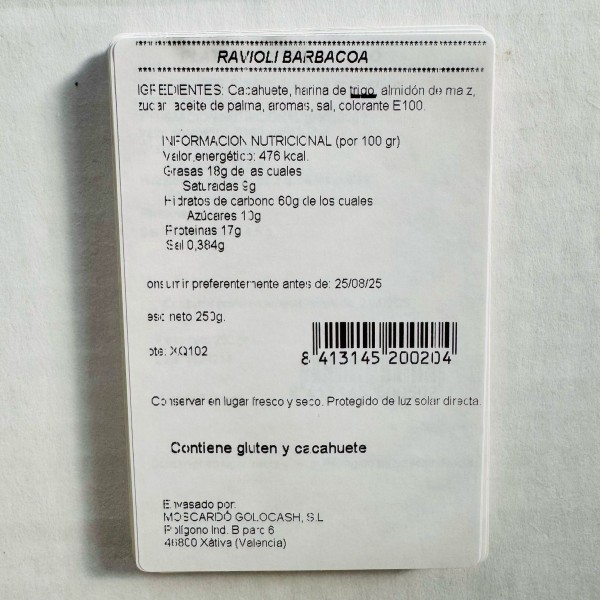 RAVIOLI BARBACOA
INGREDIENTES: Cacahuete, harina de trigo, almidón de maiz,
azúcar, aceite de palma, aromas, sal, colorante E100.
INFORMACION NUTRICIONAL (por 100 gr)
Valor energético: 476 kcal.
Grasas 18g de las cuales
Saturadas 9g
Hidratos de carbono 60g de los cuales
Azúcares 10g
Proteinas 17g
Sal 0,384g
onsumir preferentemente antes de: 25/08/25
eso neto 250g.
ote: XQ102
8 413145 200204
Conservar en lugar fresco y seco. Protegido de luz solar directa.
Contiene gluten y cacahuete
Envasado por:
MOSCARDÓ GOLOCASH, S.L
Polígono Ind. B parc 6
46800 Xàtiva (Valencia)